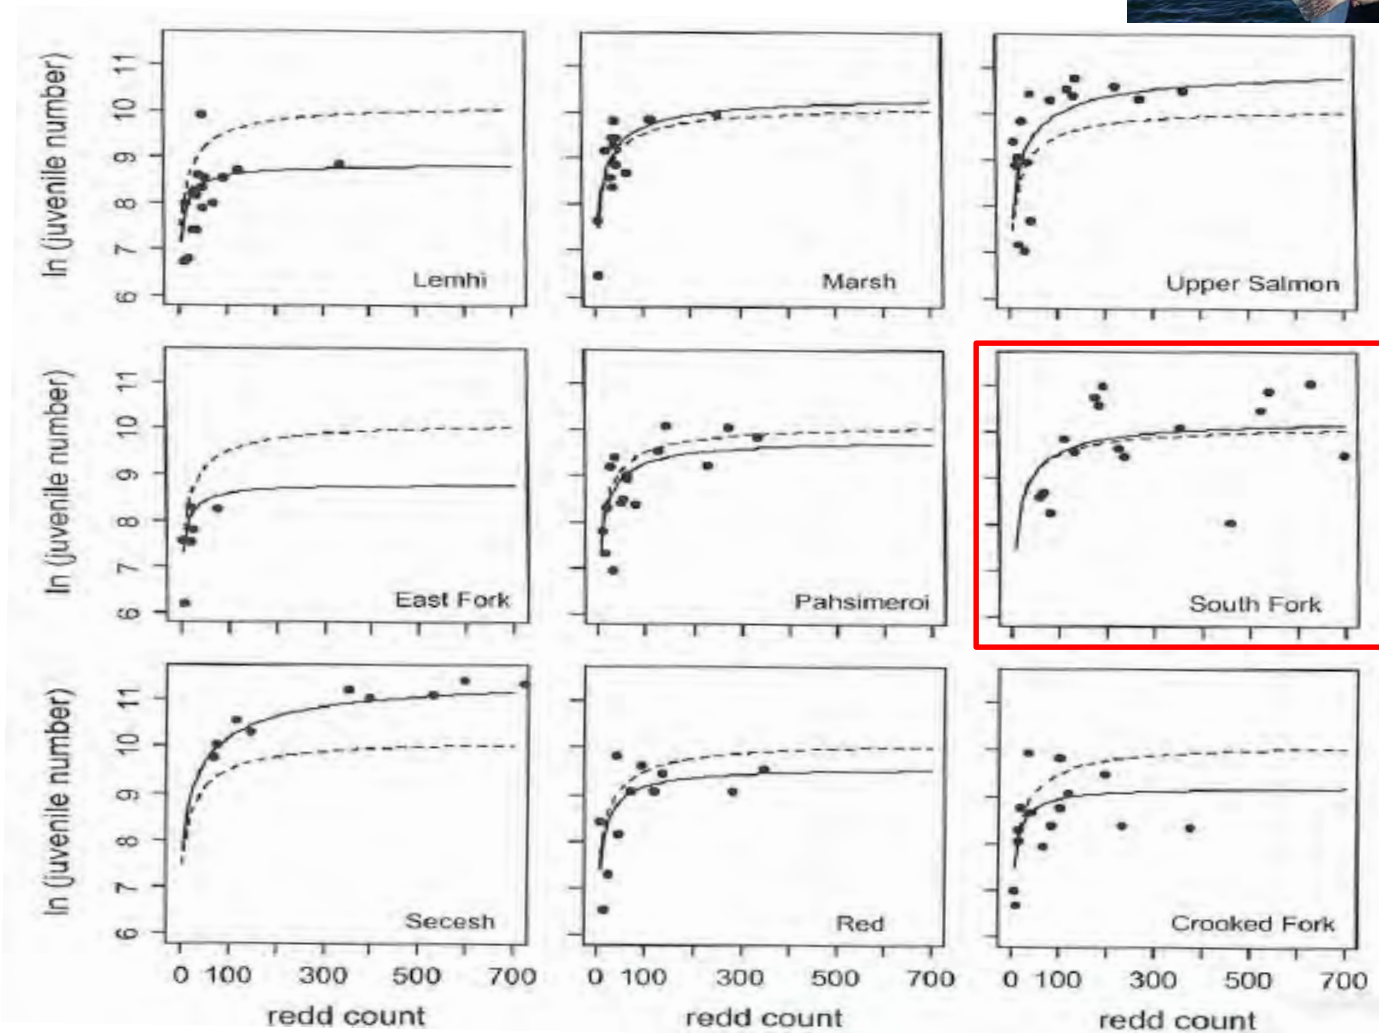 ln (juvenile number)
11
10
9
8
7
6
Lemhi
Marsh
Upper Salmon
ln (juvenile number)
11
10
9
8
7
6
East Fork
Pahsimeroi
South Fork
ln (juvenile number)
11
10
9
8
7
6
Secesh
Red
Crooked Fork
0 100 300 500 700
0 100 300 500 700
0 100 300 500 700
redd count
redd count
redd count